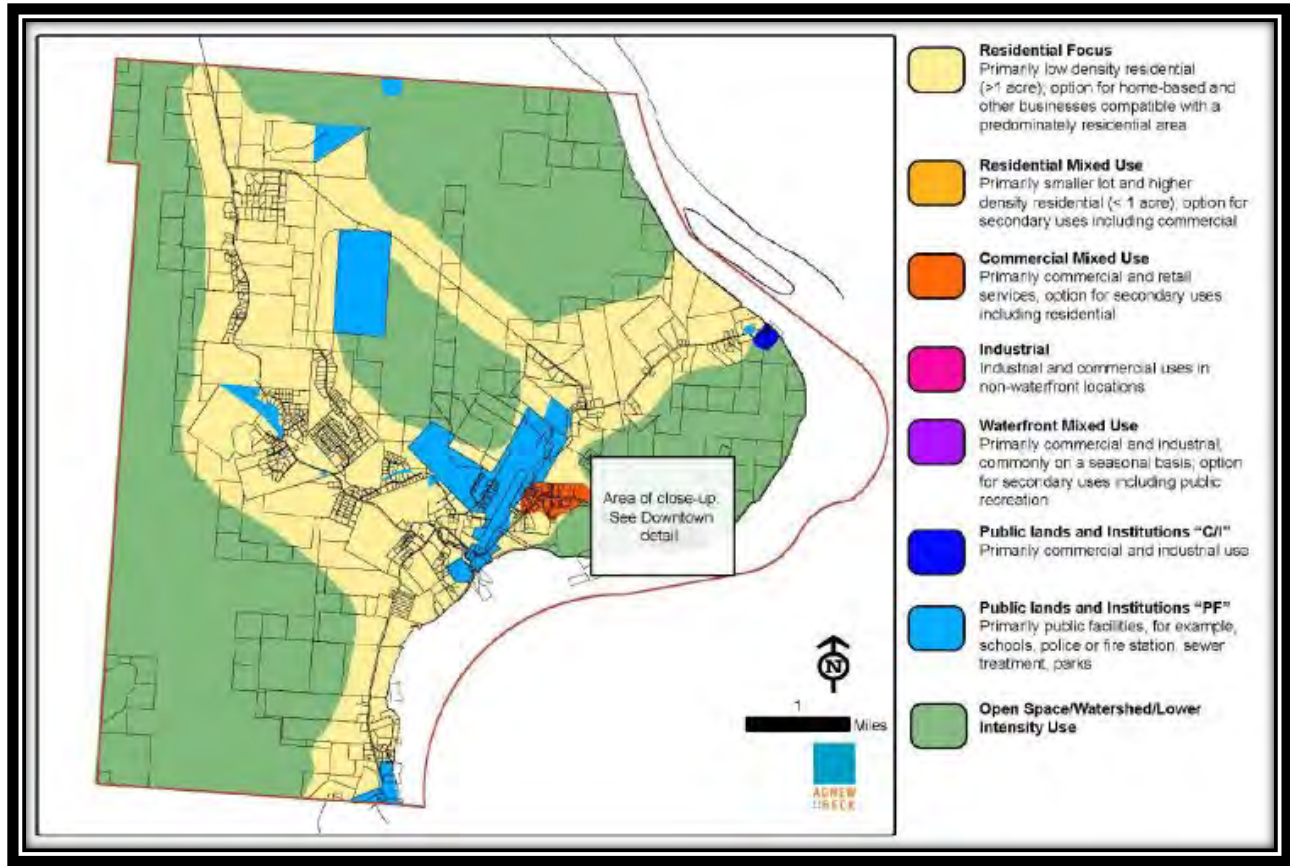 Residential Focus
Primarily low density residential
(>1 acre); option for home-based and
other businesses compatible with a
predominately residential area
Residential Mixed Use
Primarily smaller lot and higher
density residential (< 1 acre); option for
secondary uses including commercial
Commercial Mixed Use
Primarily commercial and retail
services, option for secondary uses
including residential
Industrial
Industrial and commercial uses in
non-waterfront locations
Waterfront Mixed Use
Primarily commercial and industrial,
commonly on a seasonal basis; option
for secondary uses including public
recreation
Public lands and Institutions “C/I”
Primarily commercial and industrial use
Public lands and Institutions “PF”
Primarily public facilities, for example,
schools, police or fire station, sewer
treatment, parks
Open Space/Watershed/Lower
Intensity Use
Area of close-up.
See Downtown
detail
N
1
Miles
AGNEW
::BECK